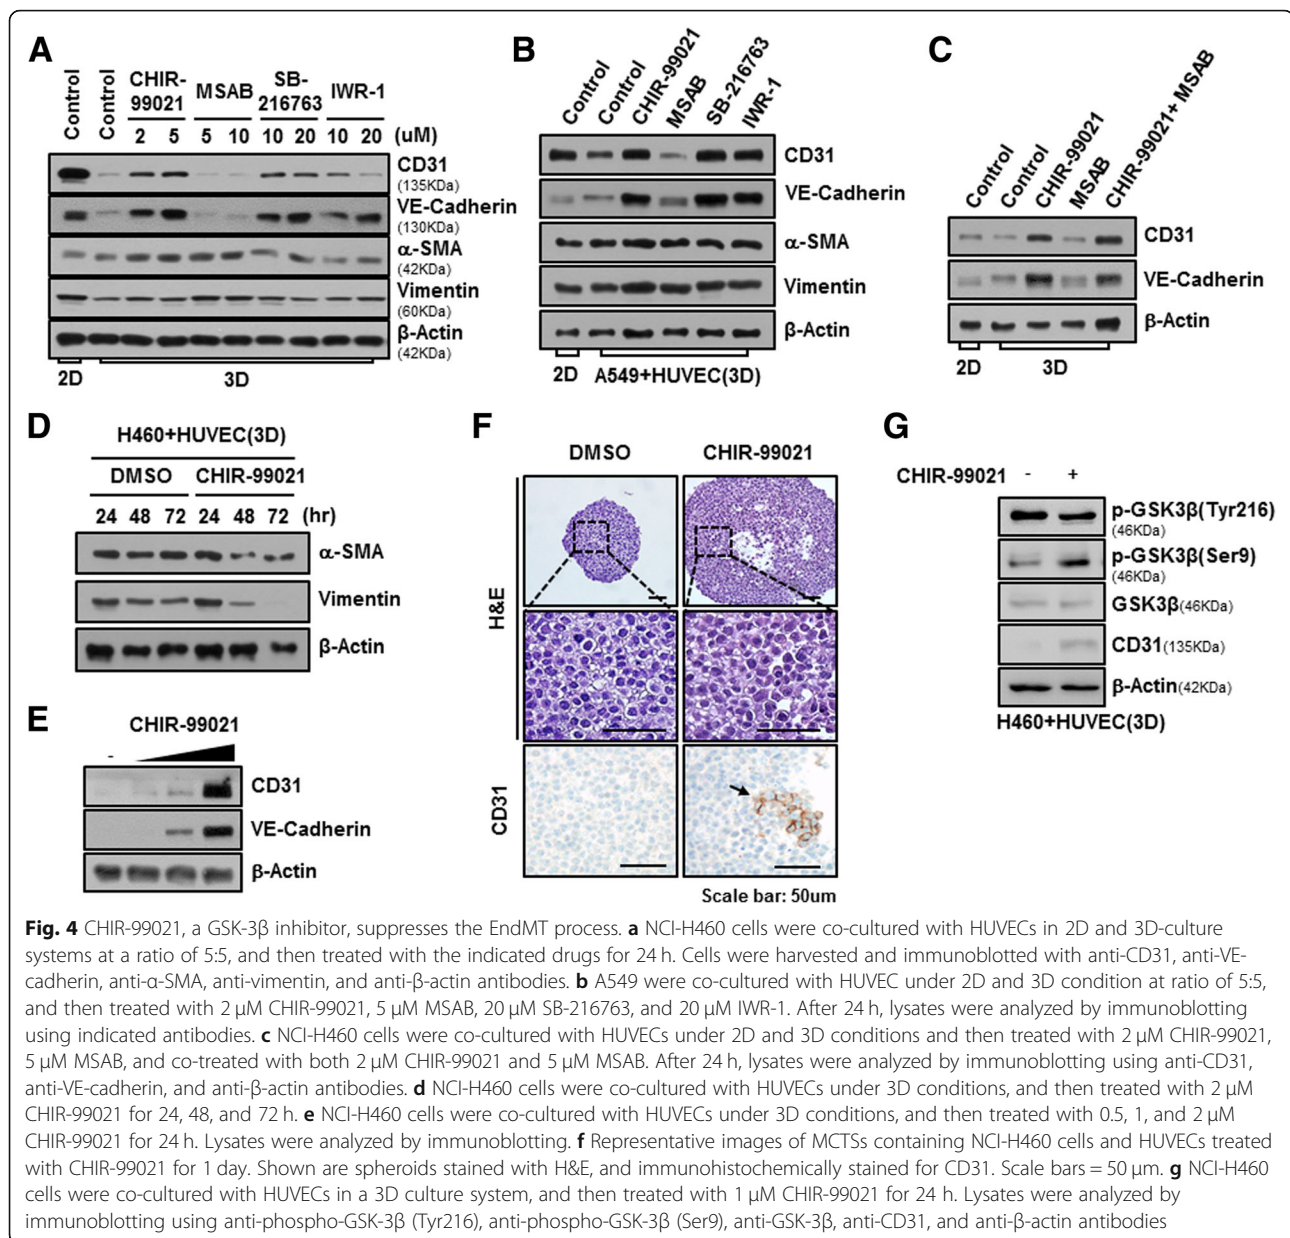 A
Control
Control
CHIR-
99021
MSAB
SB-
216763
IWR-1
2 5 5 10 10 20 10 20 (uM)
CD31
(135KDa)
VE-Cadherin
(130KDa)
α-SMA
(42KDa)
Vimentin
(60KDa)
β-Actin
(42KDa)
2D 3D
B
Control
Control
CHIR-99021
MSAB
SB-216763
IWR-1
CD31
VE-Cadherin
α-SMA
Vimentin
β-Actin
2D A549+HUVEC(3D)
C
Control
Control
CHIR-99021
MSAB
CHIR-99021+ MSAB
CD31
VE-Cadherin
β-Actin
2D 3D
D
H460+HUVEC(3D)
DMSO CHIR-99021
24 48 72 24 48 72 (hr)
α-SMA
Vimentin
β-Actin
E
CHIR-99021
-
CD31
VE-Cadherin
β-Actin
F
DMSO CHIR-99021
H&E
CD31
Scale bar: 50um
G
CHIR-99021 - +
p-GSK3β(Tyr216)
(46KDa)
p-GSK3β(Ser9)
(46KDa)
GSK3β(46KDa)
CD31(135KDa)
β-Actin(42KDa)
H460+HUVEC(3D)
Fig. 4 CHIR-99021, a GSK-3β inhibitor, suppresses the EndMT process. a NCI-H460 cells were co-cultured with HUVECs in 2D and 3D-culture
systems at a ratio of 5:5, and then treated with the indicated drugs for 24 h. Cells were harvested and immunoblotted with anti-CD31, anti-VE-
cadherin, anti-α-SMA, anti-vimentin, and anti-β-actin antibodies. b A549 were co-cultured with HUVEC under 2D and 3D condition at ratio of 5:5,
and then treated with 2 μM CHIR-99021, 5 μM MSAB, 20 μM SB-216763, and 20 μM IWR-1. After 24 h, lysates were analyzed by immunoblotting
using indicated antibodies. c NCI-H460 cells were co-cultured with HUVECs under 2D and 3D conditions and then treated with 2 μM CHIR-99021,
5 μM MSAB, and co-treated with both 2 μM CHIR-99021 and 5 μM MSAB. After 24 h, lysates were analyzed by immunoblotting using anti-CD31,
anti-VE-cadherin, and anti-β-actin antibodies. d NCI-H460 cells were co-cultured with HUVECs under 3D conditions, and then treated with 2 μM
CHIR-99021 for 24, 48, and 72 h. e NCI-H460 cells were co-cultured with HUVECs under 3D conditions, and then treated with 0.5, 1, and 2 μM
CHIR-99021 for 24 h. Lysates were analyzed by immunoblotting. f Representative images of MCTSs containing NCI-H460 cells and HUVECs treated
with CHIR-99021 for 1 day. Shown are spheroids stained with H&E, and immunohistochemically stained for CD31. Scale bars = 50 μm. g NCI-H460
cells were co-cultured with HUVECs in a 3D culture system, and then treated with 1 μM CHIR-99021 for 24 h. Lysates were analyzed by
immunoblotting using anti-phospho-GSK-3β (Tyr216), anti-phospho-GSK-3β (Ser9), anti-GSK-3β, anti-CD31, and anti-β-actin antibodies